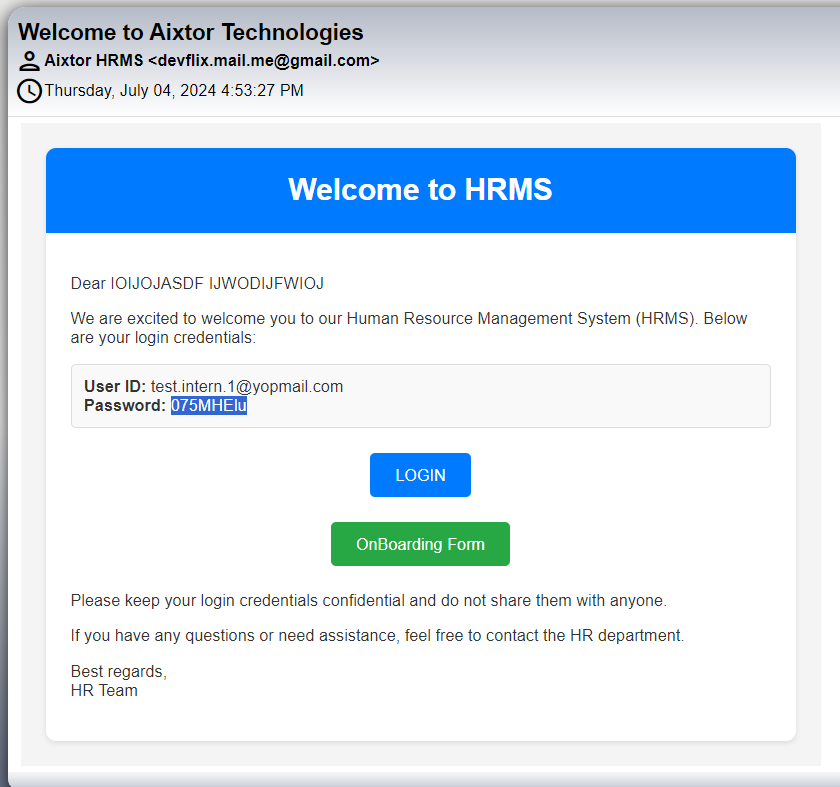 Welcome to Aixtor Technologies
Aixtor HRMS <devflix.mail.me@gmail.com>
Thursday, July 04, 2024 4:53:27 PM
Welcome to HRMS
Dear IOIJOJASDF IJWODIJFWIOJ
We are excited to welcome you to our Human Resource Management System (HRMS). Below
are your login credentials:
User ID: test.intern.1@yopmail.com
Password: 075MHEIu
LOGIN
OnBoarding Form
Please keep your login credentials confidential and do not share them with anyone.
If you have any questions or need assistance, feel free to contact the HR department.
Best regards,
HR Team